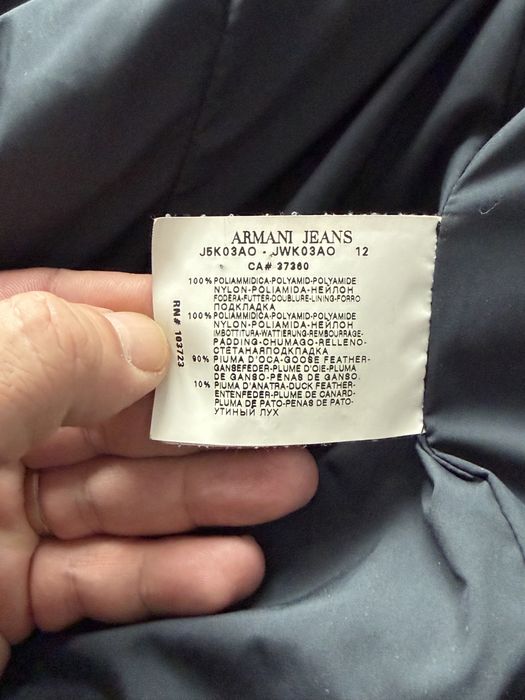 ARMANI JEANS
J5K03AO - JWK03AO 12
CA# 37360
100% POLIAMMIDICA-POLYAMID-POLYAMIDE
NYLON-POLIAMIDA-НЕЙЛОН
FODERA-FUTTER-DOUBLURE-LINING-FORRO
ПОДКЛАДКА
100% POLIAMMIDICA-POLYAMID-POLYAMIDE
NYLON-POLIAMIDA-НЕЙЛОН
IMBOTTITURA-WATTIERUNG-REMBOURRAGE-
PADDING-CHUMAGO-RELLENO-
СТЕГАНАЯПОДКЛАДКА
90% PIUMA D'OCA-GOOSE FEATHER-
GANSEFEDER-PLUME D'OIE-PLUMA
DE GANSO-PENAS DE GANSO.
10% PIUMA D'ANATRA-DUCK FEATHER-
ENTENFEDER-PLUME DE CANARD-
PLUMA DE PATO-PENAS DE PATO-
УТИНЫЙ ЛУХ
RN# 103723